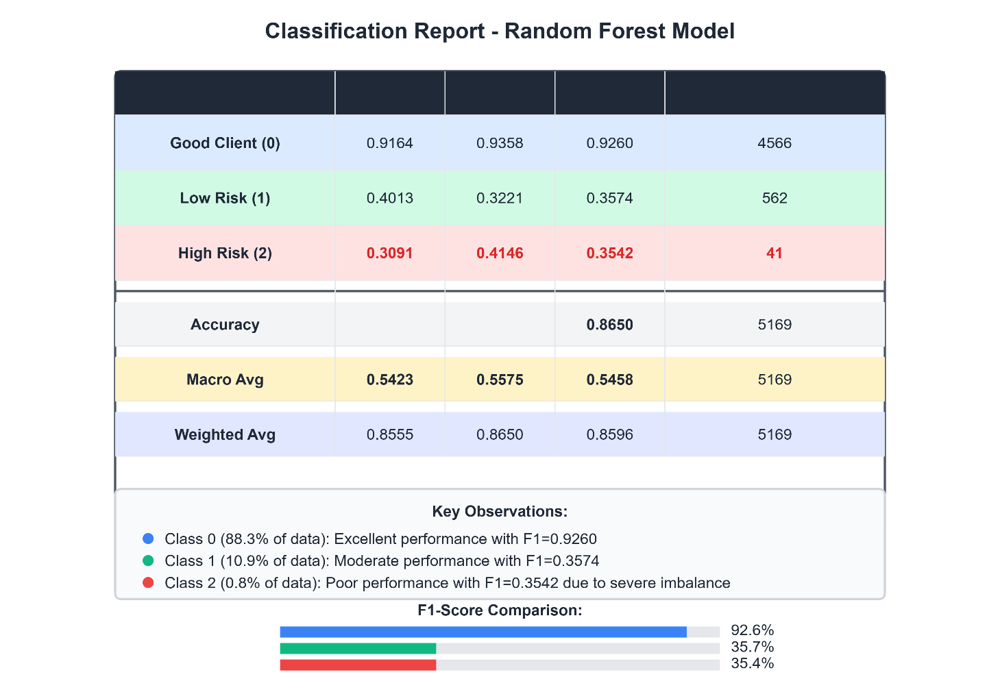 Classification Report - Random Forest Model
Good Client (0) 0.9164 0.9358 0.9260 4566
Low Risk (1) 0.4013 0.3221 0.3574 562
High Risk (2) 0.3091 0.4146 0.3542 41
Accuracy 0.8650 5169
Macro Avg 0.5423 0.5575 0.5458 5169
Weighted Avg 0.8555 0.8650 0.8596 5169
Key Observations:
Class 0 (88.3% of data): Excellent performance with F1=0.9260
Class 1 (10.9% of data): Moderate performance with F1=0.3574
Class 2 (0.8% of data): Poor performance with F1=0.3542 due to severe imbalance
F1-Score Comparison:
92.6%
35.7%
35.4%